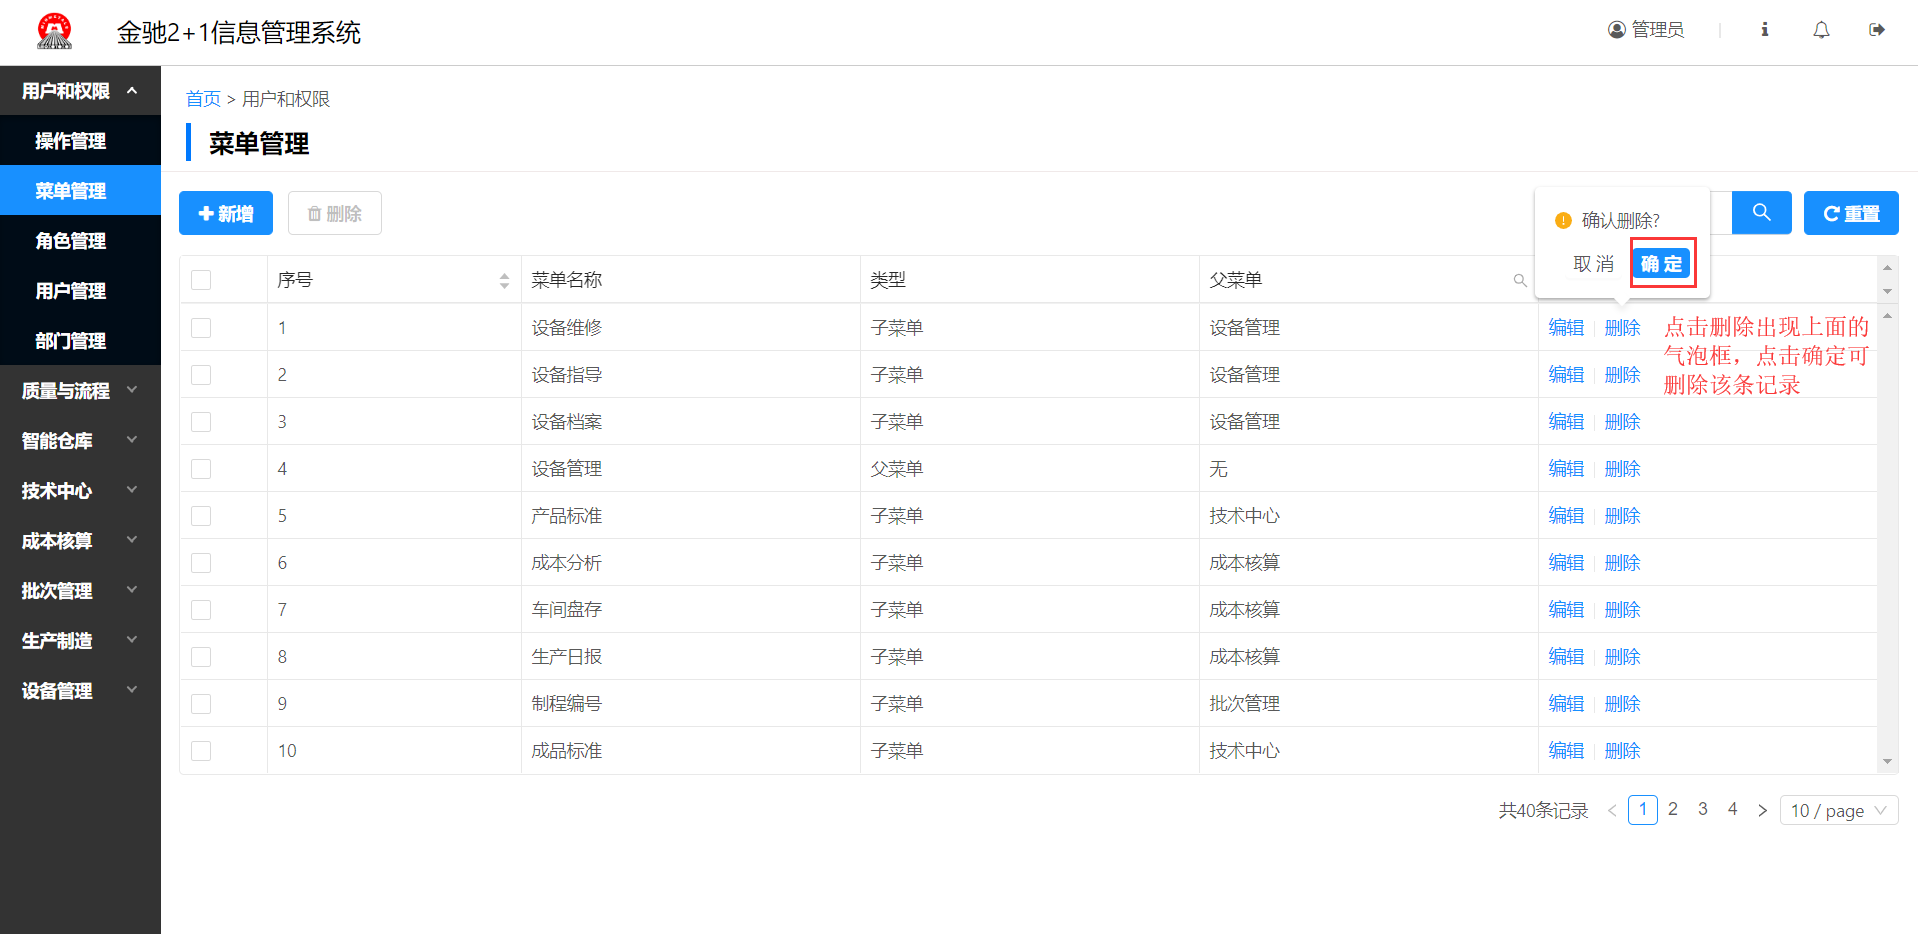 金驰2+1信息管理系统
管理员
用户和权限
操作管理
菜单管理
角色管理
用户管理
部门管理
质量与流程
智能仓库
技术中心
成本核算
批次管理
生产制造
设备管理
首页 > 用户和权限
菜单管理
新增
删除
重置
确认删除?
取 消
确 定
序号 菜单名称 类型 父菜单
1 设备维修 子菜单 设备管理 编辑 删除
2 设备指导 子菜单 设备管理 编辑 删除
3 设备档案 子菜单 设备管理 编辑 删除
4 设备管理 父菜单 无 编辑 删除
5 产品标准 子菜单 技术中心 编辑 删除
6 成本分析 子菜单 成本核算 编辑 删除
7 车间盘存 子菜单 成本核算 编辑 删除
8 生产日报 子菜单 成本核算 编辑 删除
9 制程编号 子菜单 批次管理 编辑 删除
10 成品标准 子菜单 技术中心 编辑 删除
点击删除出现上面的
气泡框，点击确定可
删除该条记录
共40条记录 < 1 2 3 4 > 10 / page